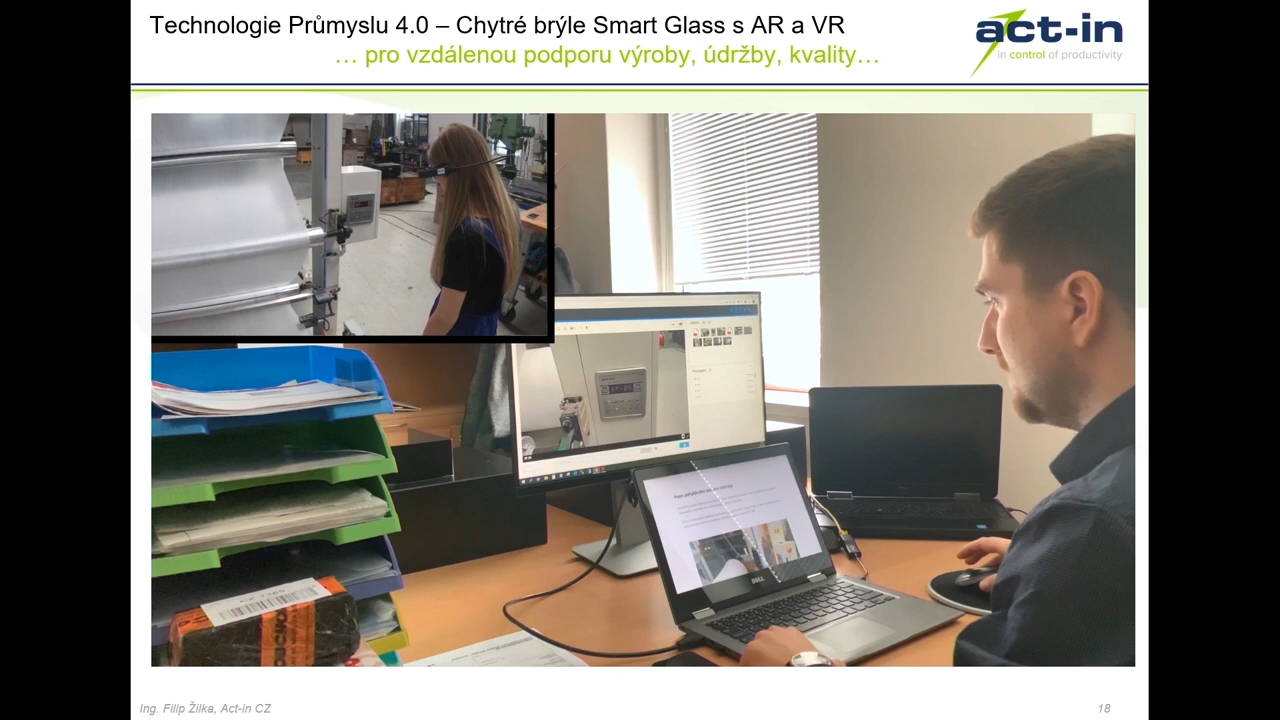 Technologie Průmyslu 4.0 – Chytré brýle Smart Glass s AR a VR
… pro vzdálenou podporu výroby, údržby, kvality…
act-in
in control of productivity
DELL
Ing. Filip Žilka, Act-in CZ
18